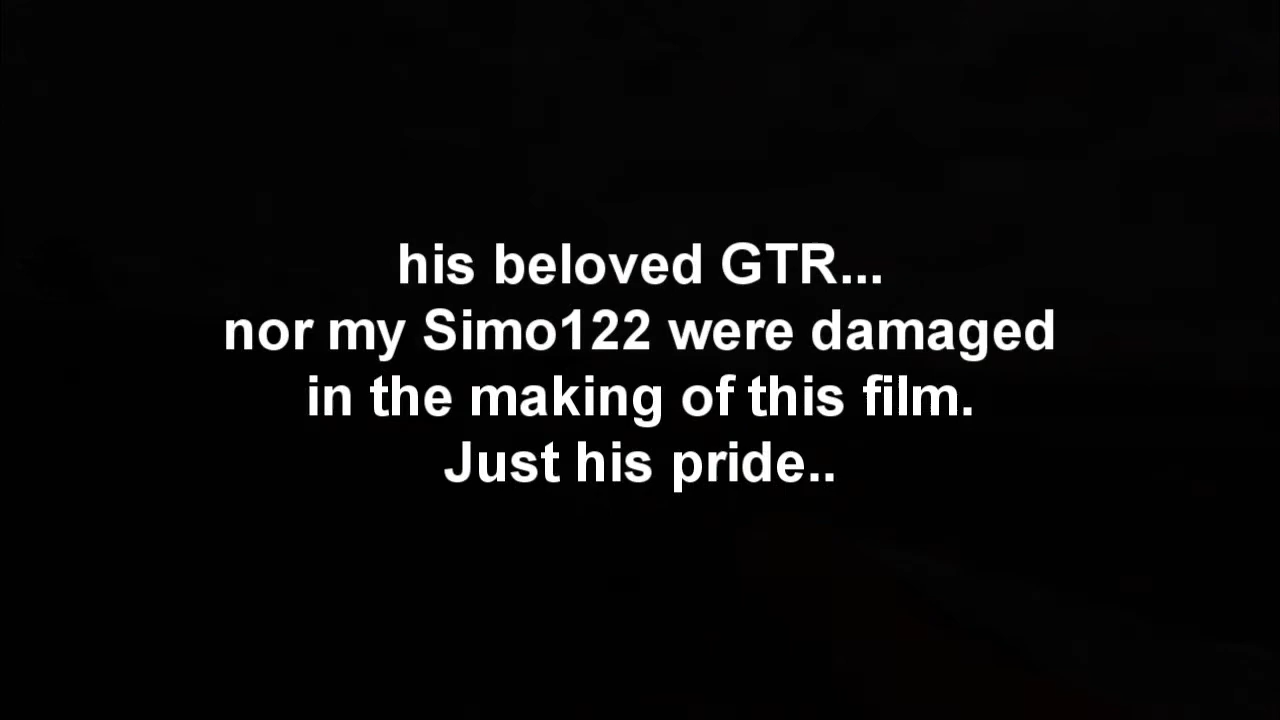 his beloved GTR...
nor my Simo122 were damaged
in the making of this film.
Just his pride..